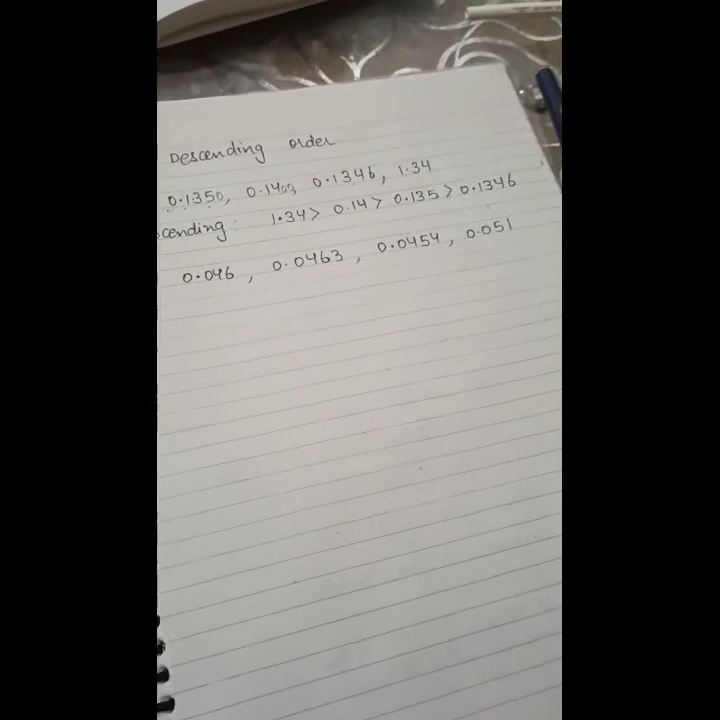 Descending order
0.1350, 0.1400, 0.1346, 1.34
cending: 1.34 > 0.14 > 0.135 > 0.1346
0.046, 0.0463, 0.0454, 0.051